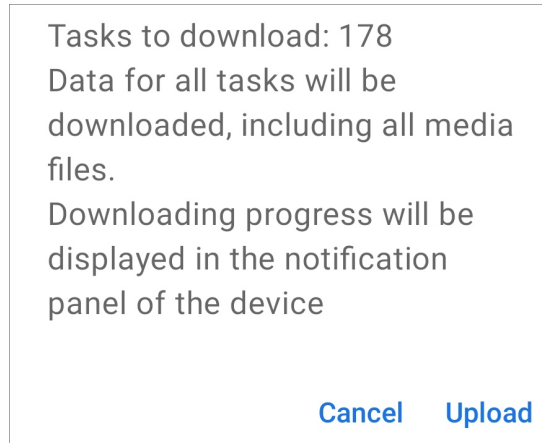 Tasks to download: 178
Data for all tasks will be
downloaded, including all media
files.
Downloading progress will be
displayed in the notification
panel of the device
Cancel Upload